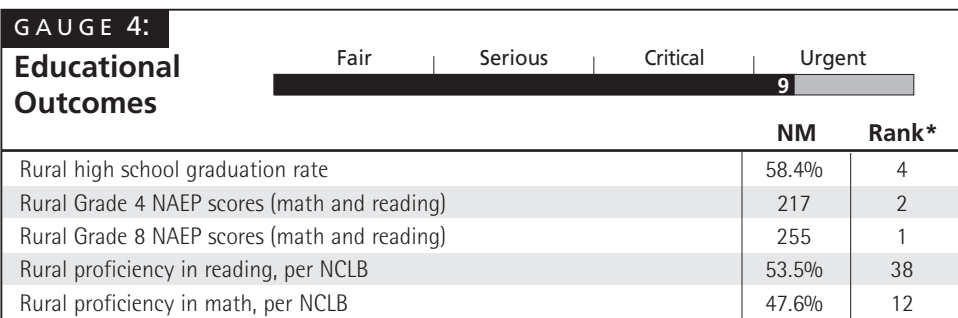 GAUGE 4:
Educational Outcomes
Fair | Serious | Critical | Urgent
9
NM Rank*
Rural high school graduation rate 58.4% 4
Rural Grade 4 NAEP scores (math and reading) 217 2
Rural Grade 8 NAEP scores (math and reading) 255 1
Rural proficiency in reading, per NCLB 53.5% 38
Rural proficiency in math, per NCLB 47.6% 12